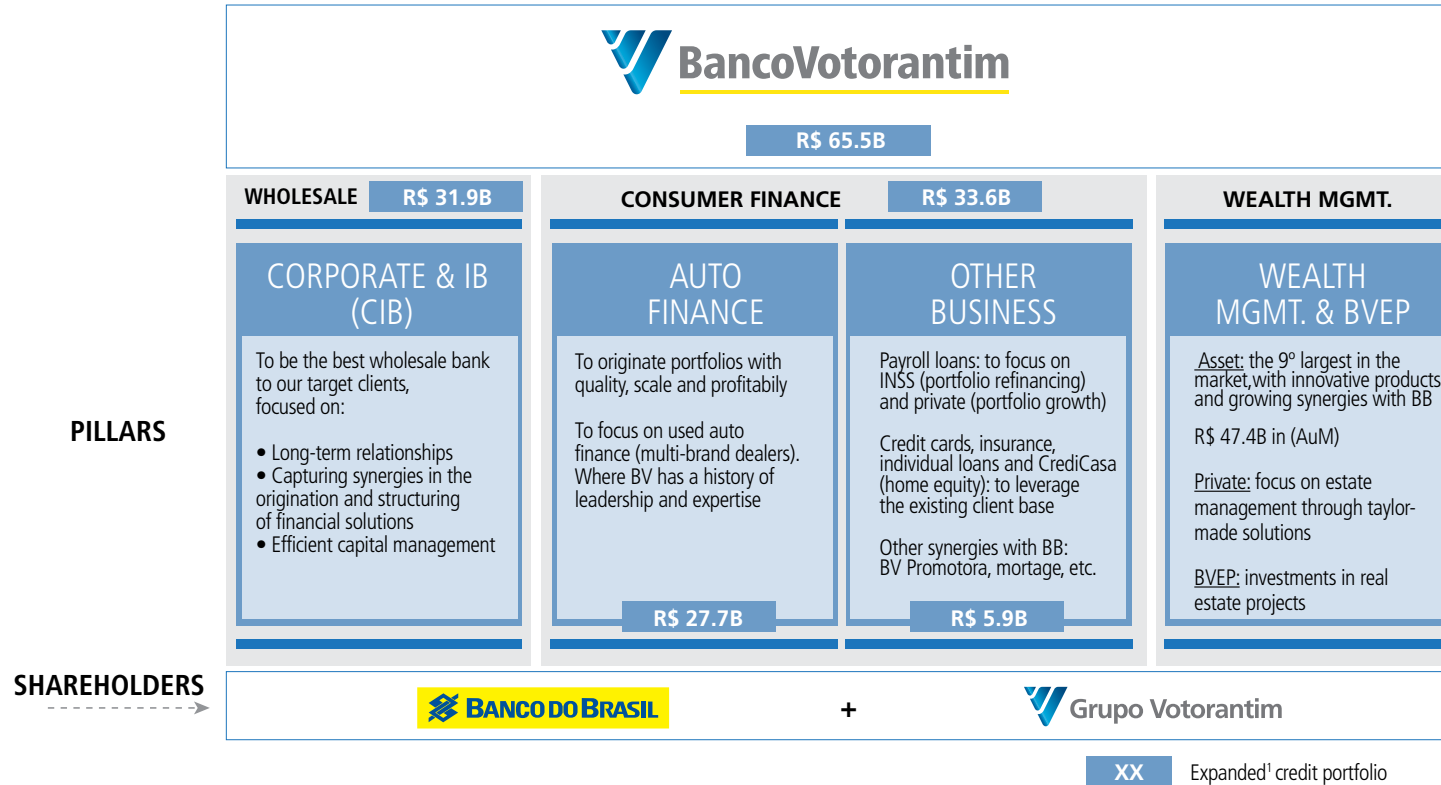 BancoVotorantim
R$ 65.5B
WHOLESALE
R$ 31.9B
CONSUMER FINANCE
R$ 33.6B
WEALTH MGMT.
PILLARS
CORPORATE & IB
(CIB)
To be the best wholesale bank
to our target clients,
focused on:
• Long-term relationships
• Capturing synergies in the
origination and structuring
of financial solutions
• Efficient capital management
AUTO
FINANCE
To originate portfolios with
quality, scale and profitabily
To focus on used auto
finance (multi-brand dealers).
Where BV has a history of
leadership and expertise
R$ 27.7B
OTHER
BUSINESS
Payroll loans: to focus on
INSS (portfolio refinancing)
and private (portfolio growth)
Credit cards, insurance,
individual loans and CrediCasa
(home equity): to leverage
the existing client base
Other synergies with BB:
BV Promotora, mortage, etc.
R$ 5.9B
WEALTH
MGMT. & BVEP
Asset: the 9º largest in the
market,with innovative products
and growing synergies with BB
R$ 47.4B in (AuM)
Private: focus on estate
management through taylor-
made solutions
BVEP: investments in real
estate projects
SHAREHOLDERS
BANCO DO BRASIL
+
Grupo Votorantim
XX
Expanded¹ credit portfolio